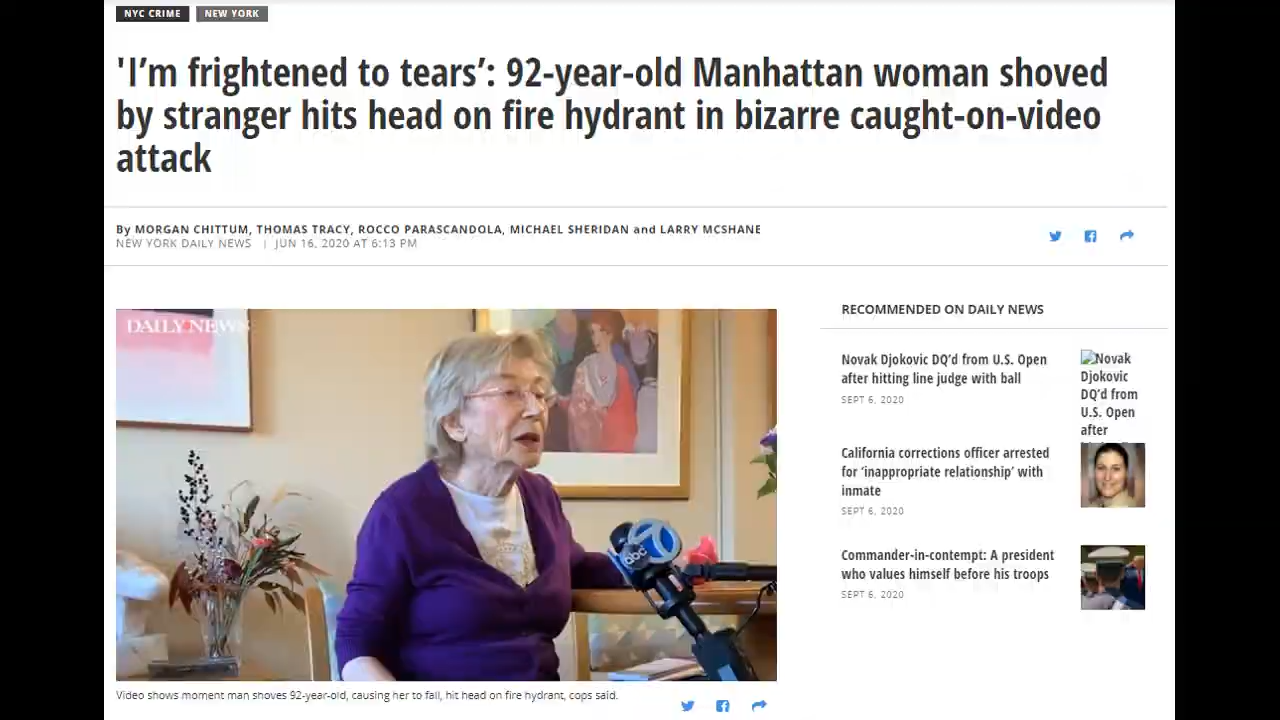 NYC CRIME NEW YORK
'I’m frightened to tears’: 92-year-old Manhattan woman shoved
by stranger hits head on fire hydrant in bizarre caught-on-video
attack
By MORGAN CHITTUM, THOMAS TRACY, ROCCO PARASCANDOLA, MICHAEL SHERIDAN and LARRY MCSHANE
NEW YORK DAILY NEWS | JUN 16, 2020 AT 6:13 PM
DAILY NEWS
abc 7
Video shows moment man shoves 92-year-old, causing her to fall, hit head on fire hydrant, cops said.
RECOMMENDED ON DAILY NEWS
Novak Djokovic DQ’d from U.S. Open
after hitting line judge with ball
SEPT 6, 2020
Novak
Djokovic
DQ’d from
U.S. Open
after
California corrections officer arrested
for ‘inappropriate relationship’ with
inmate
SEPT 6, 2020
Commander-in-contempt: A president
who values himself before his troops
SEPT 6, 2020